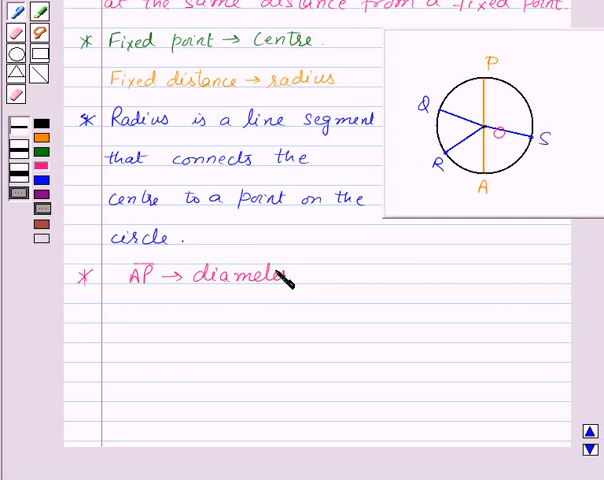 at the same distance from a fixed point.
* Fixed point → Centre.
Fixed distance → radius
* Radius is a line segment
that connects the
centre to a point on the
circle.
* AP → diameter
P
Q
O
S
R
A